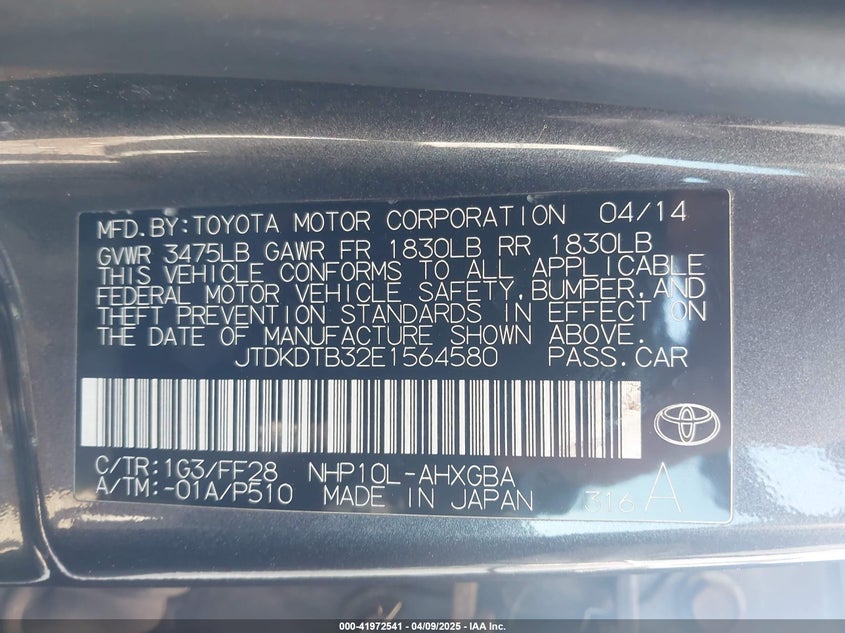 MFD.BY:TOYOTA MOTOR CORPORATION 04/14
GVWR 3475LB GAWR FR 1830LB RR 1830LB
THIS VEHICLE CONFORMS TO ALL APPLICABLE
FEDERAL MOTOR VEHICLE SAFETY,BUMPER,AND
THEFT PREVENTION STANDARDS IN EFFECT ON
THE DATE OF MANUFACTURE SHOWN ABOVE.
JTDKDTB32E1564580 PASS.CAR
C/TR:1G3/FF28 NHP10L-AHXGBA
A/TM:-01A/P510 MADE IN JAPAN 316 A
000-41972541 - 04/09/2025 - IAA Inc.